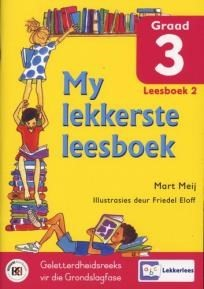 Graad
3
Leesboek 2
My
lekkerste
leesboek
Mart Meij
Illustrasies deur Friedel Eloff
Geletterdheidsreeks
vir die Grondslagfase
Lekkerlees